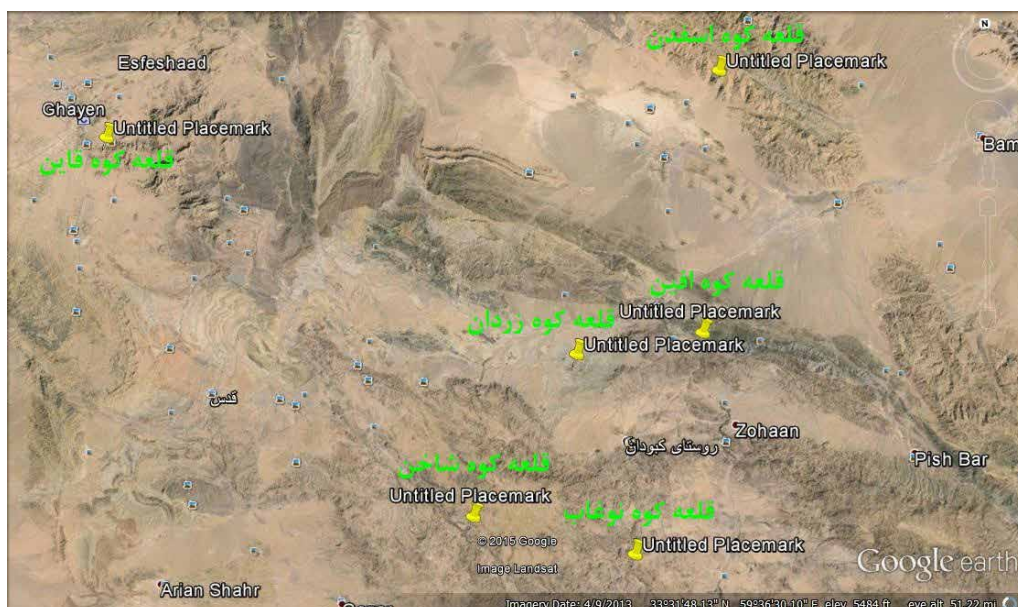 قلعه کوه اسفدن
N
Esfeshaad
Untitled Placemark
Ghayen
Untitled Placemark
Bam
قلعه کوه قاین
قلعه کوه افین
Untitled Placemark
قلعه کوه زردان
Untitled Placemark
قدس
Zohaan
روستای کبودان
Pish Bar
قلعه کوه شاخن
Untitled Placemark
قلعه کوه نوغاب
© 2015 Google
Untitled Placemark
Google earth
Image Landsat
Arian Shahr
Imagery Date: 4/9/2013 33°31'48.13" N 59°36'30.10" E elev 5484 ft eye alt 51.22 mi